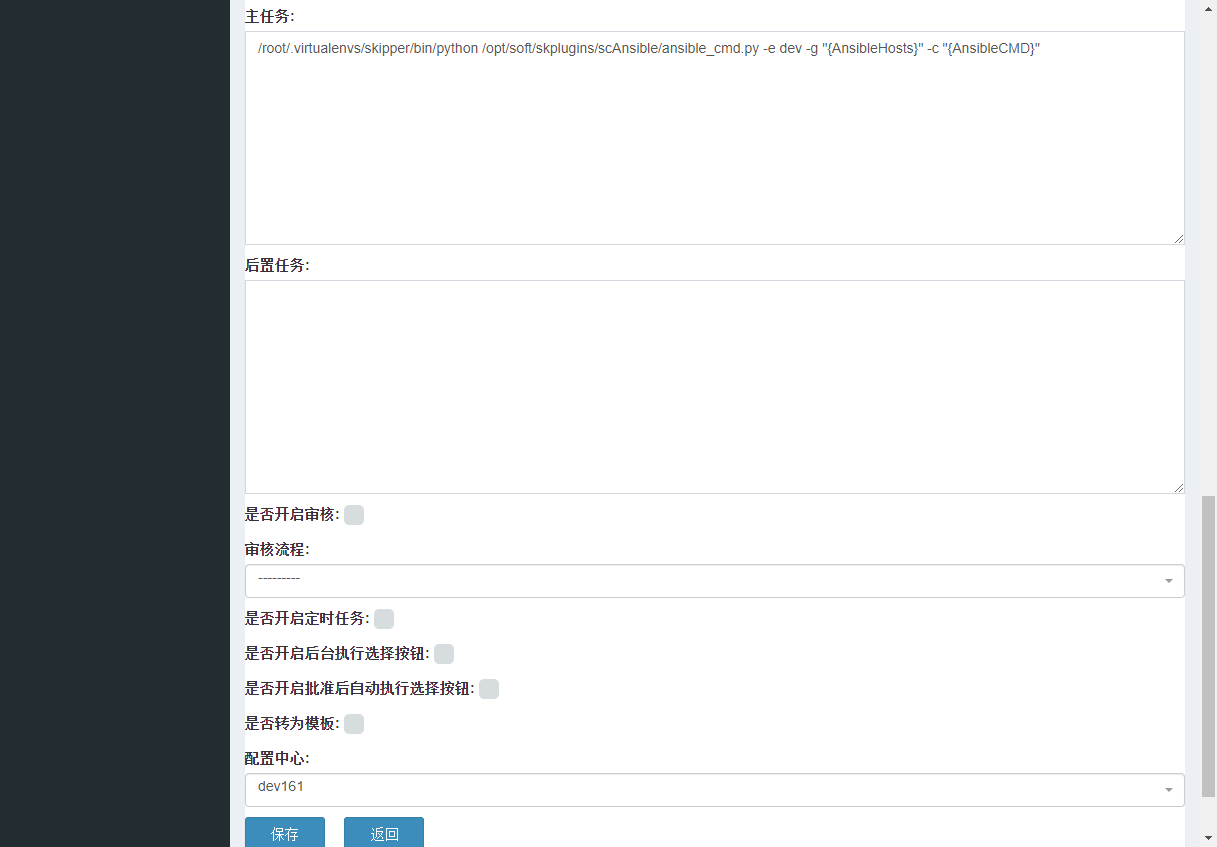 主任务:
/root/.virtualenvs/skipper/bin/python /opt/soft/skplugins/scAnsible/ansible_cmd.py -e dev -g "{AnsibleHosts}" -c "{AnsibleCMD}"
后置任务:
是否开启审核:
审核流程:
---------
是否开启定时任务:
是否开启后台执行选择按钮:
是否开启批准后自动执行选择按钮:
是否转为模板:
配置中心:
dev161
保存 返回